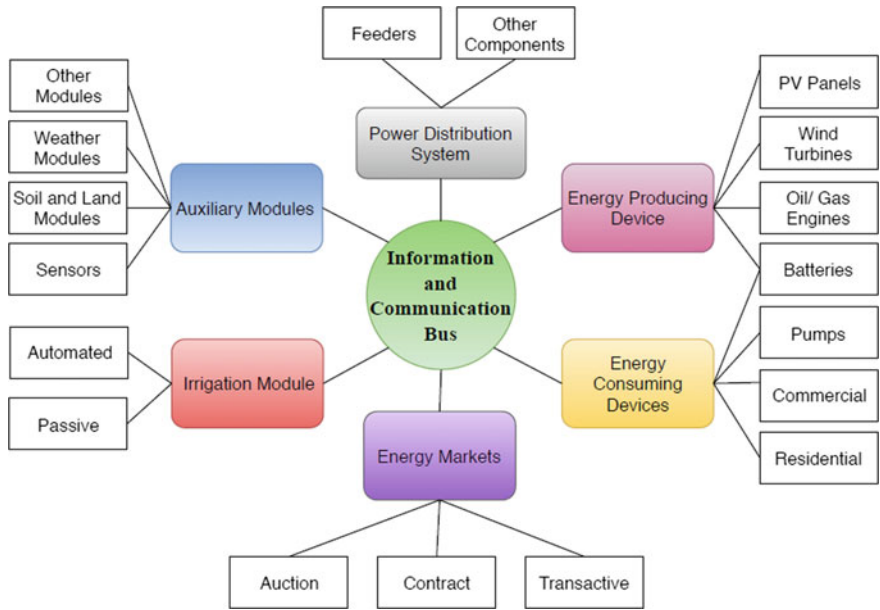 Feeders
Other
Components
Other
Modules
Weather
Modules
Soil and Land
Modules
Sensors
Auxiliary Modules
Power Distribution
System
Energy Producing
Device
PV Panels
Wind
Turbines
Oil/ Gas
Engines
Batteries
Information
and
Communication
Bus
Automated
Passive
Irrigation Module
Energy Markets
Energy
Consuming
Devices
Pumps
Commercial
Residential
Auction
Contract
Transactive